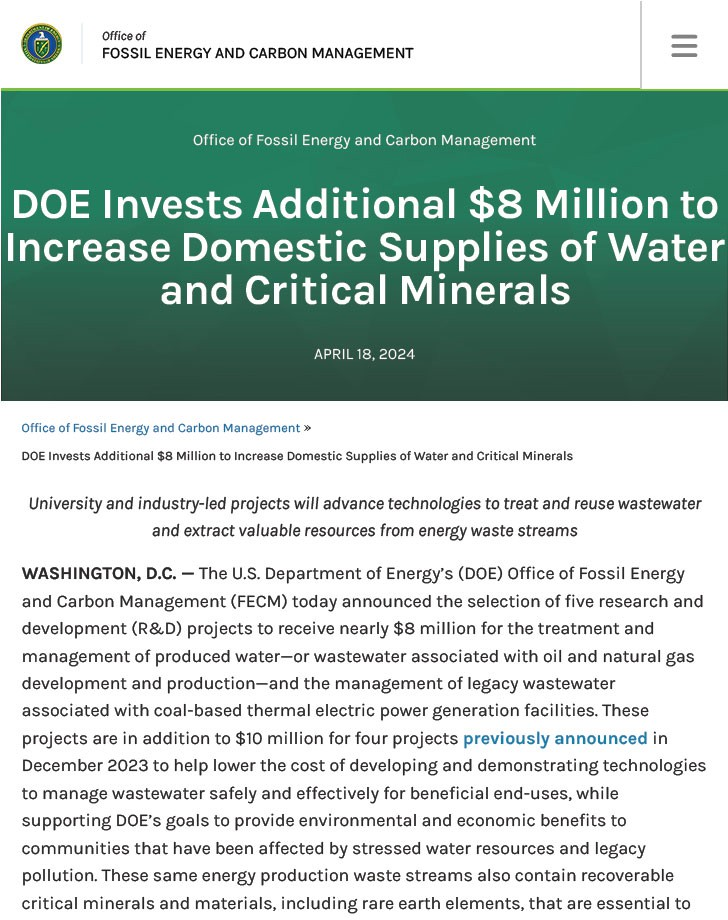 Office of
FOSSIL ENERGY AND CARBON MANAGEMENT
Office of Fossil Energy and Carbon Management
DOE Invests Additional $8 Million to
Increase Domestic Supplies of Water
and Critical Minerals
APRIL 18, 2024
Office of Fossil Energy and Carbon Management »
DOE Invests Additional $8 Million to Increase Domestic Supplies of Water and Critical Minerals
University and industry-led projects will advance technologies to treat and reuse wastewater
and extract valuable resources from energy waste streams
WASHINGTON, D.C. — The U.S. Department of Energy’s (DOE) Office of Fossil Energy
and Carbon Management (FECM) today announced the selection of five research and
development (R&D) projects to receive nearly $8 million for the treatment and
management of produced water—or wastewater associated with oil and natural gas
development and production—and the management of legacy wastewater
associated with coal-based thermal electric power generation facilities. These
projects are in addition to $10 million for four projects previously announced in
December 2023 to help lower the cost of developing and demonstrating technologies
to manage wastewater safely and effectively for beneficial end-uses, while
supporting DOE’s goals to provide environmental and economic benefits to
communities that have been affected by stressed water resources and legacy
pollution. These same energy production waste streams also contain recoverable
critical minerals and materials, including rare earth elements, that are essential to